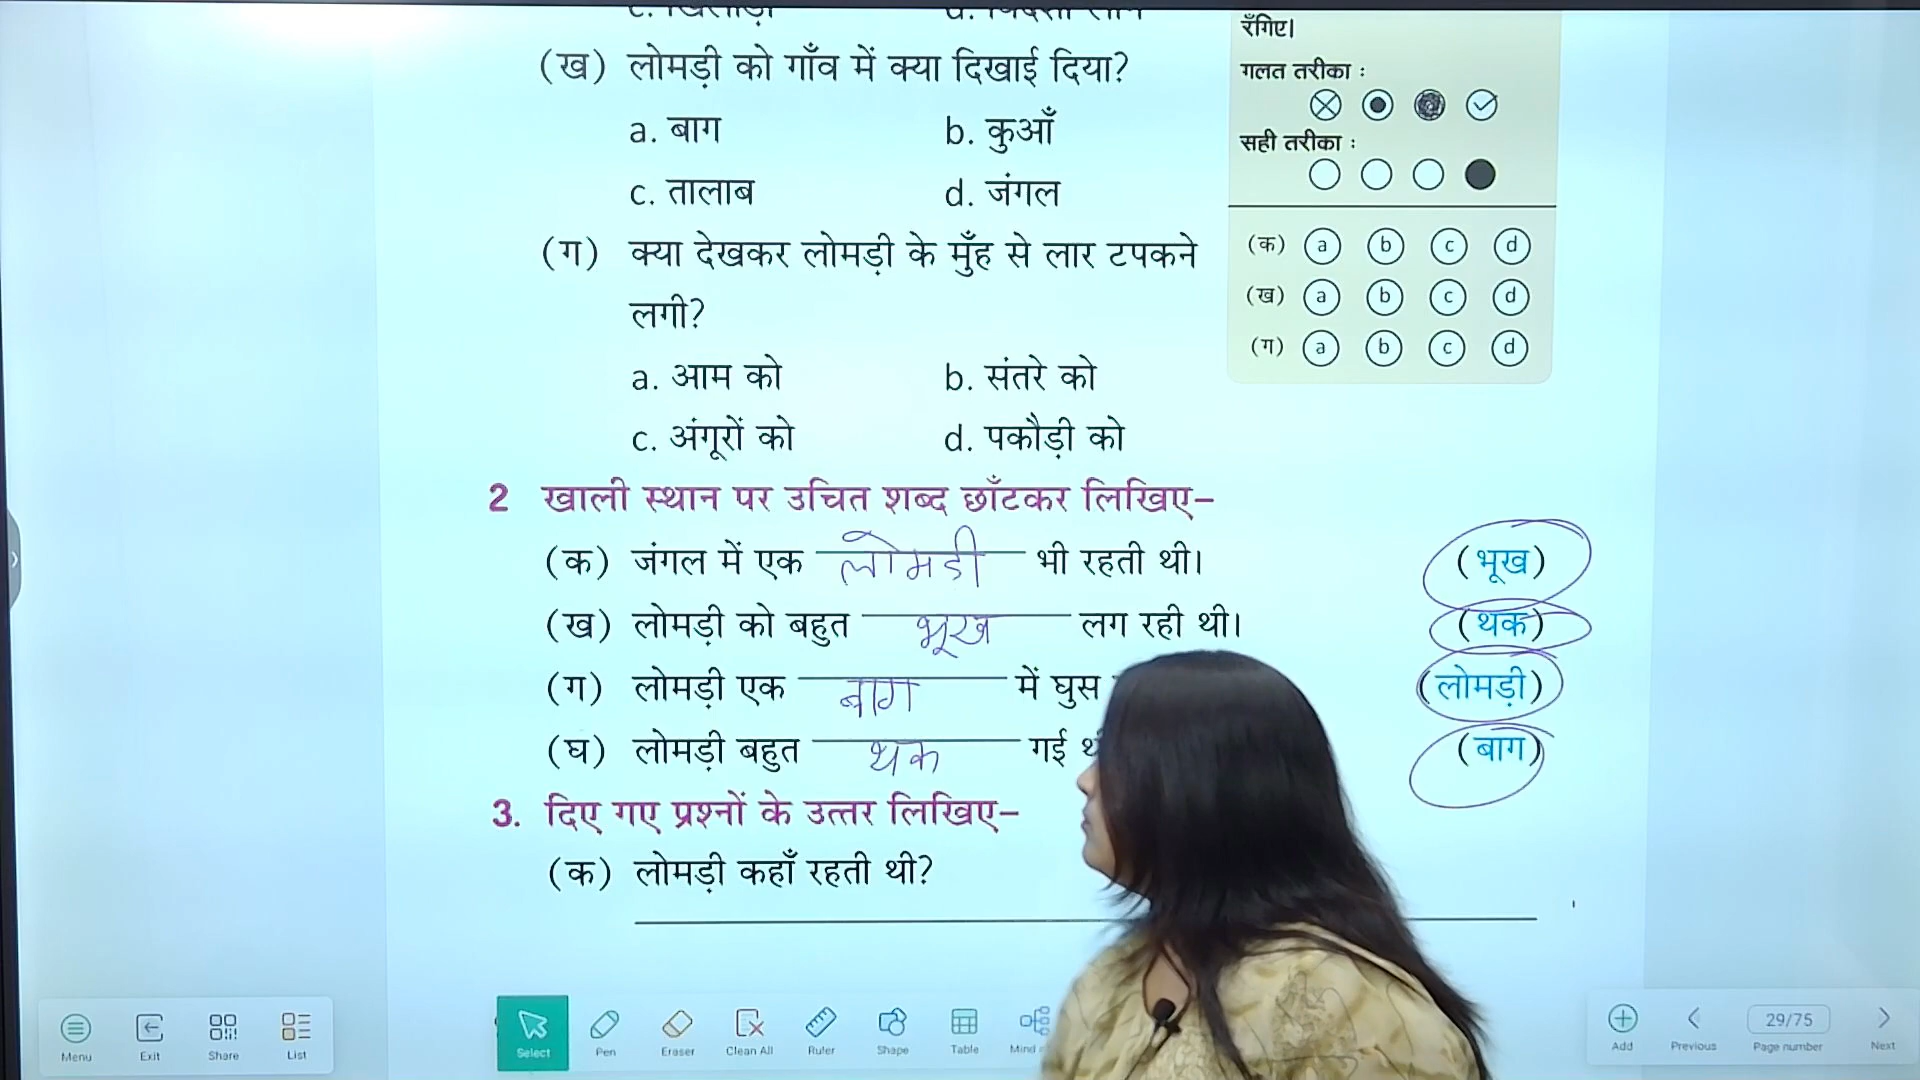 रँगिए।
(ख) लोमड़ी को गाँव में क्या दिखाई दिया?
गलत तरीका :
a. बाग b. कुआँ
सही तरीका :
c. तालाब d. जंगल
(ग) क्या देखकर लोमड़ी के मुँह से लार टपकने
लगी?
(क) a b c d
(ख) a b c d
(ग) a b c d
a. आम को b. संतरे को
c. अंगूरों को d. पकौड़ी को
2 खाली स्थान पर उचित शब्द छाँटकर लिखिए–
(क) जंगल में एक लोमडी भी रहती थी। (भूख)
(ख) लोमड़ी को बहुत भूख लग रही थी। (थक)
(ग) लोमड़ी एक बाग में घुस (लोमड़ी)
(घ) लोमड़ी बहुत थक गई (बाग)
3. दिए गए प्रश्नों के उत्तर लिखिए–
(क) लोमड़ी कहाँ रहती थी?
Menu Exit Share List Select Pen Eraser Clean All Ruler Shape Table Mind Add Previous 29/75 Page number Next